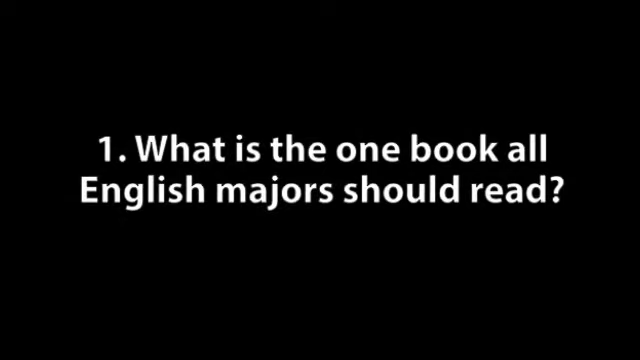 1. What is the one book all
English majors should read?